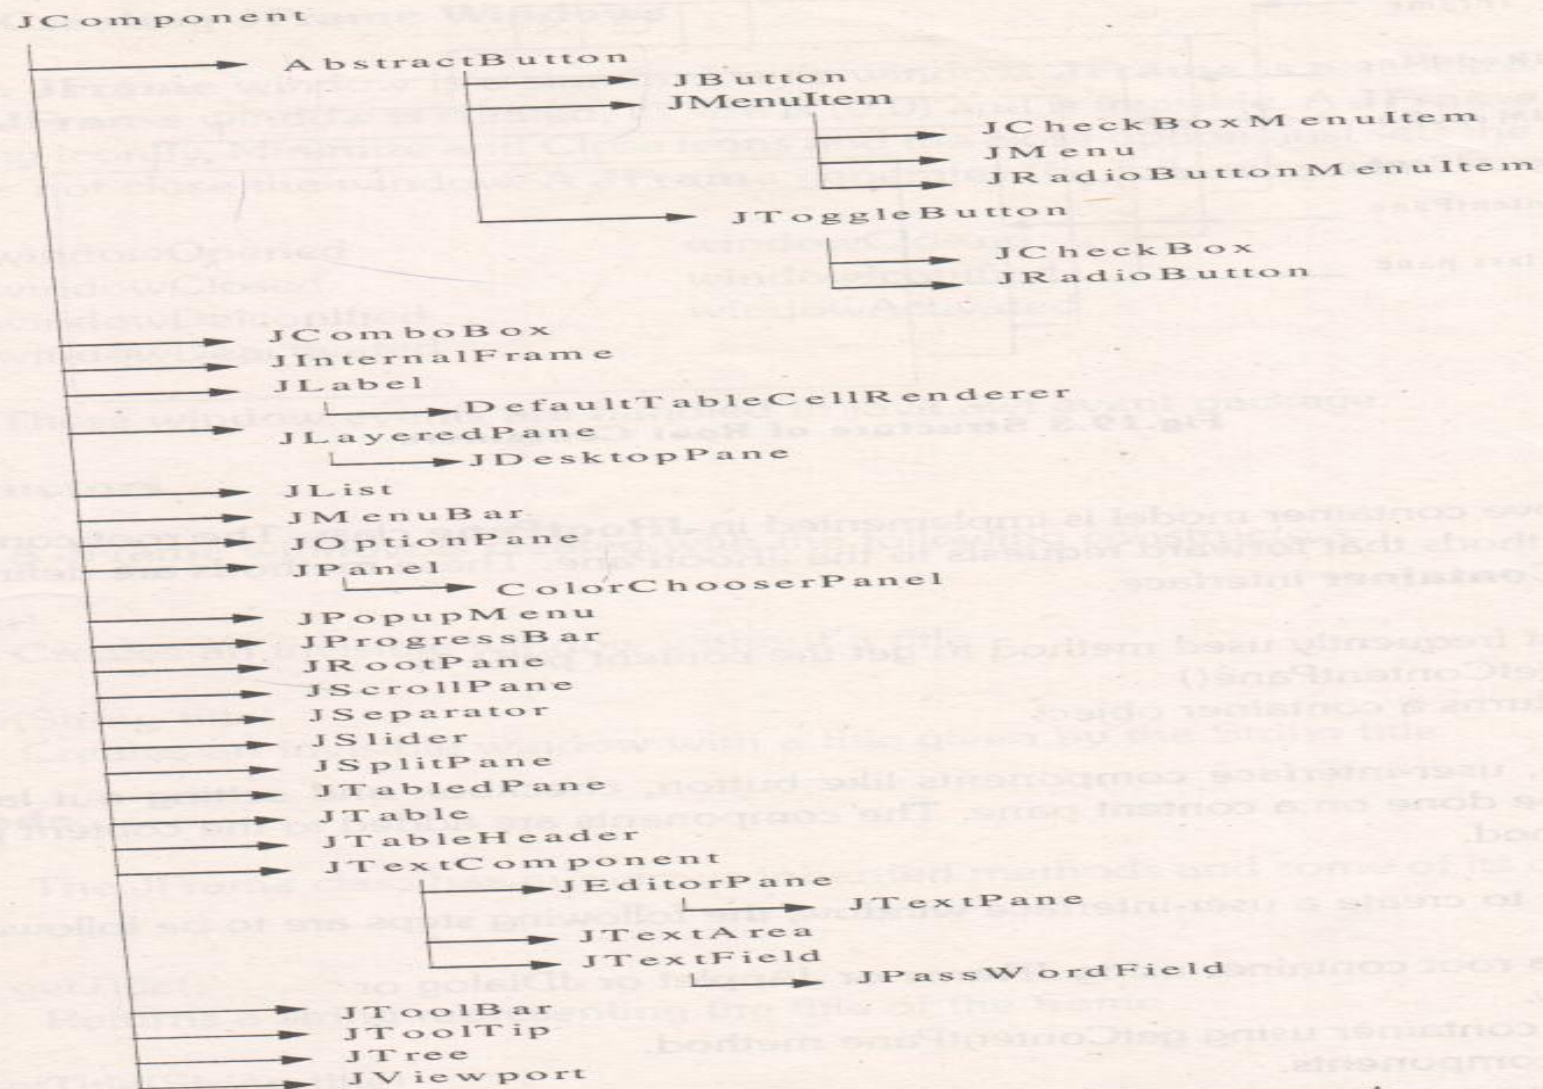 JComponent
AbstractButton
JButton
JMenuItem
JCheckBoxMenuItem
JMenu
JRadioButtonMenuItem
JToggleButton
JCheckBox
JRadioButton
JComboBox
JInternalFrame
JLabel
DefaultTableCellRenderer
JLayeredPane
JDesktopPane
JList
JMenuBar
JOptionPane
JPanel
ColorChooserPanel
JPopupMenu
JProgressBar
JRootPane
JScrollPane
JSeparator
JSlider
JSplitPane
JTabledPane
JTable
JTableHeader
JTextComponent
JEditorPane
JTextPane
JTextArea
JTextField
JPassWordField
JToolBar
JToolTip
JTree
JViewport